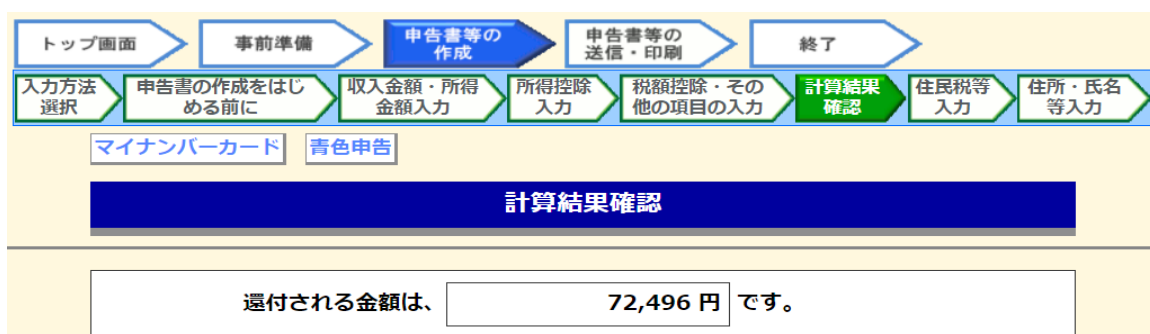 トップ画面
事前準備
申告書等の
作成
申告書等の
送信・印刷
終了
入力方法
選択
申告書の作成をはじ
める前に
収入金額・所得
金額入力
所得控除
入力
税額控除・その
他の項目の入力
計算結果
確認
住民税等
入力
住所・氏名
等入力
マイナンバーカード 青色申告
計算結果確認
還付される金額は、 72,496 円 です。